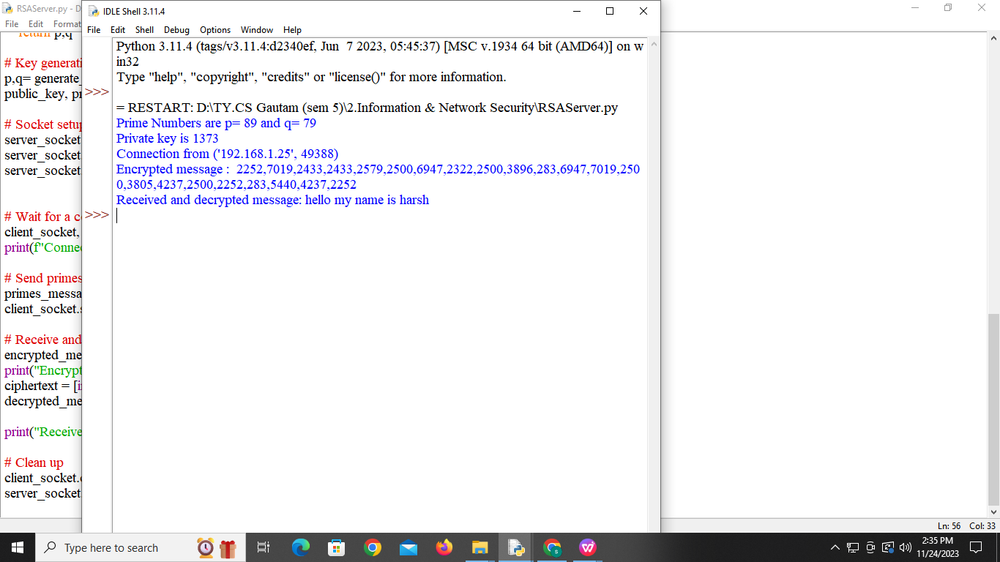 RSAServer.py - D
File Edit Format
return p,q
# Key generati
p,q= generate_
public_key, pr
# Socket setup
server_socket
server_socket
server_socket
# Wait for a c
client_socket,
print(f"Connec
# Send primes
primes_messa
client_socket.s
# Receive and
encrypted_me
print("Encrypt
ciphertext = [i
decrypted_me
print("Receive
# Clean up
client_socket.c
server_socket
IDLE Shell 3.11.4
File Edit Shell Debug Options Window Help
Python 3.11.4 (tags/v3.11.4:d2340ef, Jun  7 2023, 05:45:37) [MSC v.1934 64 bit (AMD64)] on w
in32
Type "help", "copyright", "credits" or "license()" for more information.
>>>
= RESTART: D:\TY.CS Gautam (sem 5)\2.Information & Network Security\RSAServer.py
Prime Numbers are p= 89 and q= 79
Private key is 1373
Connection from ('192.168.1.25', 49388)
Encrypted message :  2252,7019,2433,2433,2579,2500,6947,2322,2500,3896,283,6947,7019,250
0,3805,4237,2500,2252,283,5440,4237,2252
Received and decrypted message: hello my name is harsh
>>>
Ln: 56 Col: 33
Type here to search
2:35 PM
11/24/2023